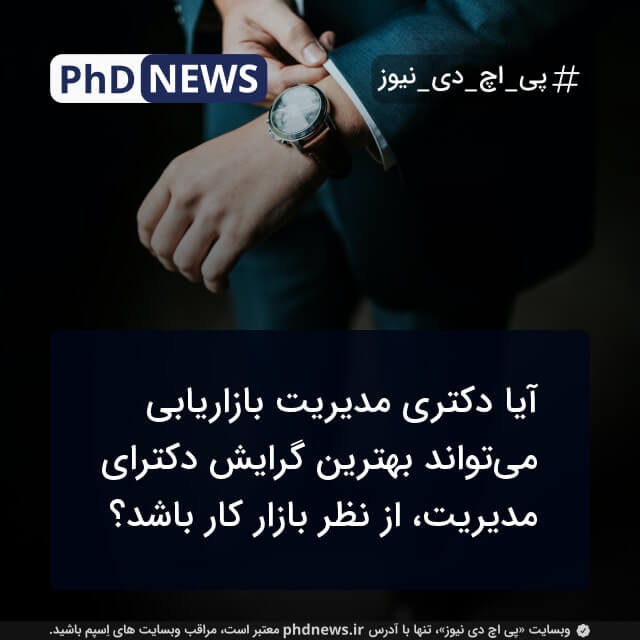 PhD NEWS
#پی_اچ_دی_نیوز
آیا دکتری مدیریت بازاریابی
می‌تواند بهترین گرایش دکترای
مدیریت، از نظر بازار کار باشد؟
وبسایت «پی اچ دی نیوز»، تنها با آدرس phdnews.ir معتبر است، مراقب وبسایت های اِسپم باشید.